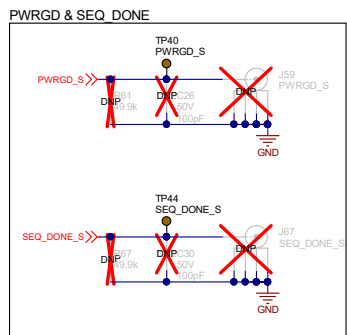 PWRGD & SEQ_DONE
TP40
PWRGD_S
PWRGD_S
R61
49.9k
DNP
C26
50V
100pF
DNP
J59
PWRGD_S
DNP
GND
TP44
SEQ_DONE_S
SEQ_DONE_S
R67
49.9k
DNP
C30
50V
100pF
DNP
J67
SEQ_DONE_S
DNP
GND